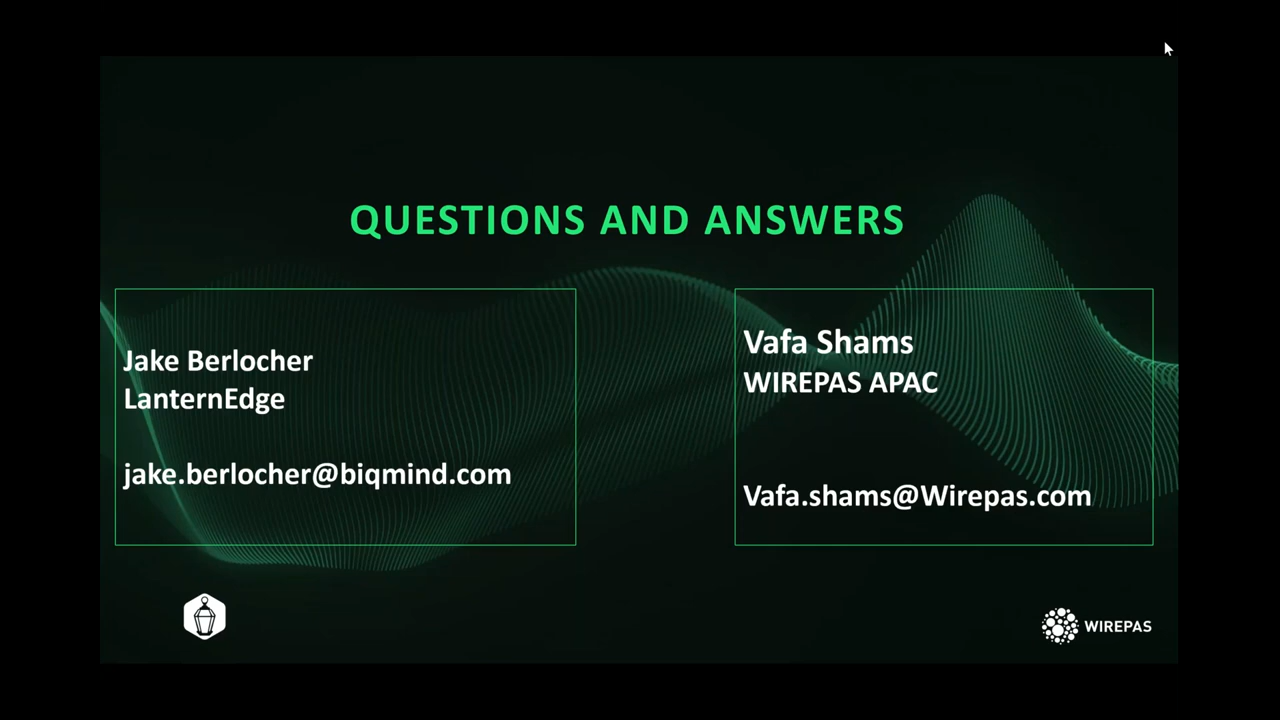 QUESTIONS AND ANSWERS
Jake Berlocher
LanternEdge
jake.berlocher@biqmind.com
Vafa Shams
WIREPAS APAC
Vafa.shams@Wirepas.com
WIREPAS